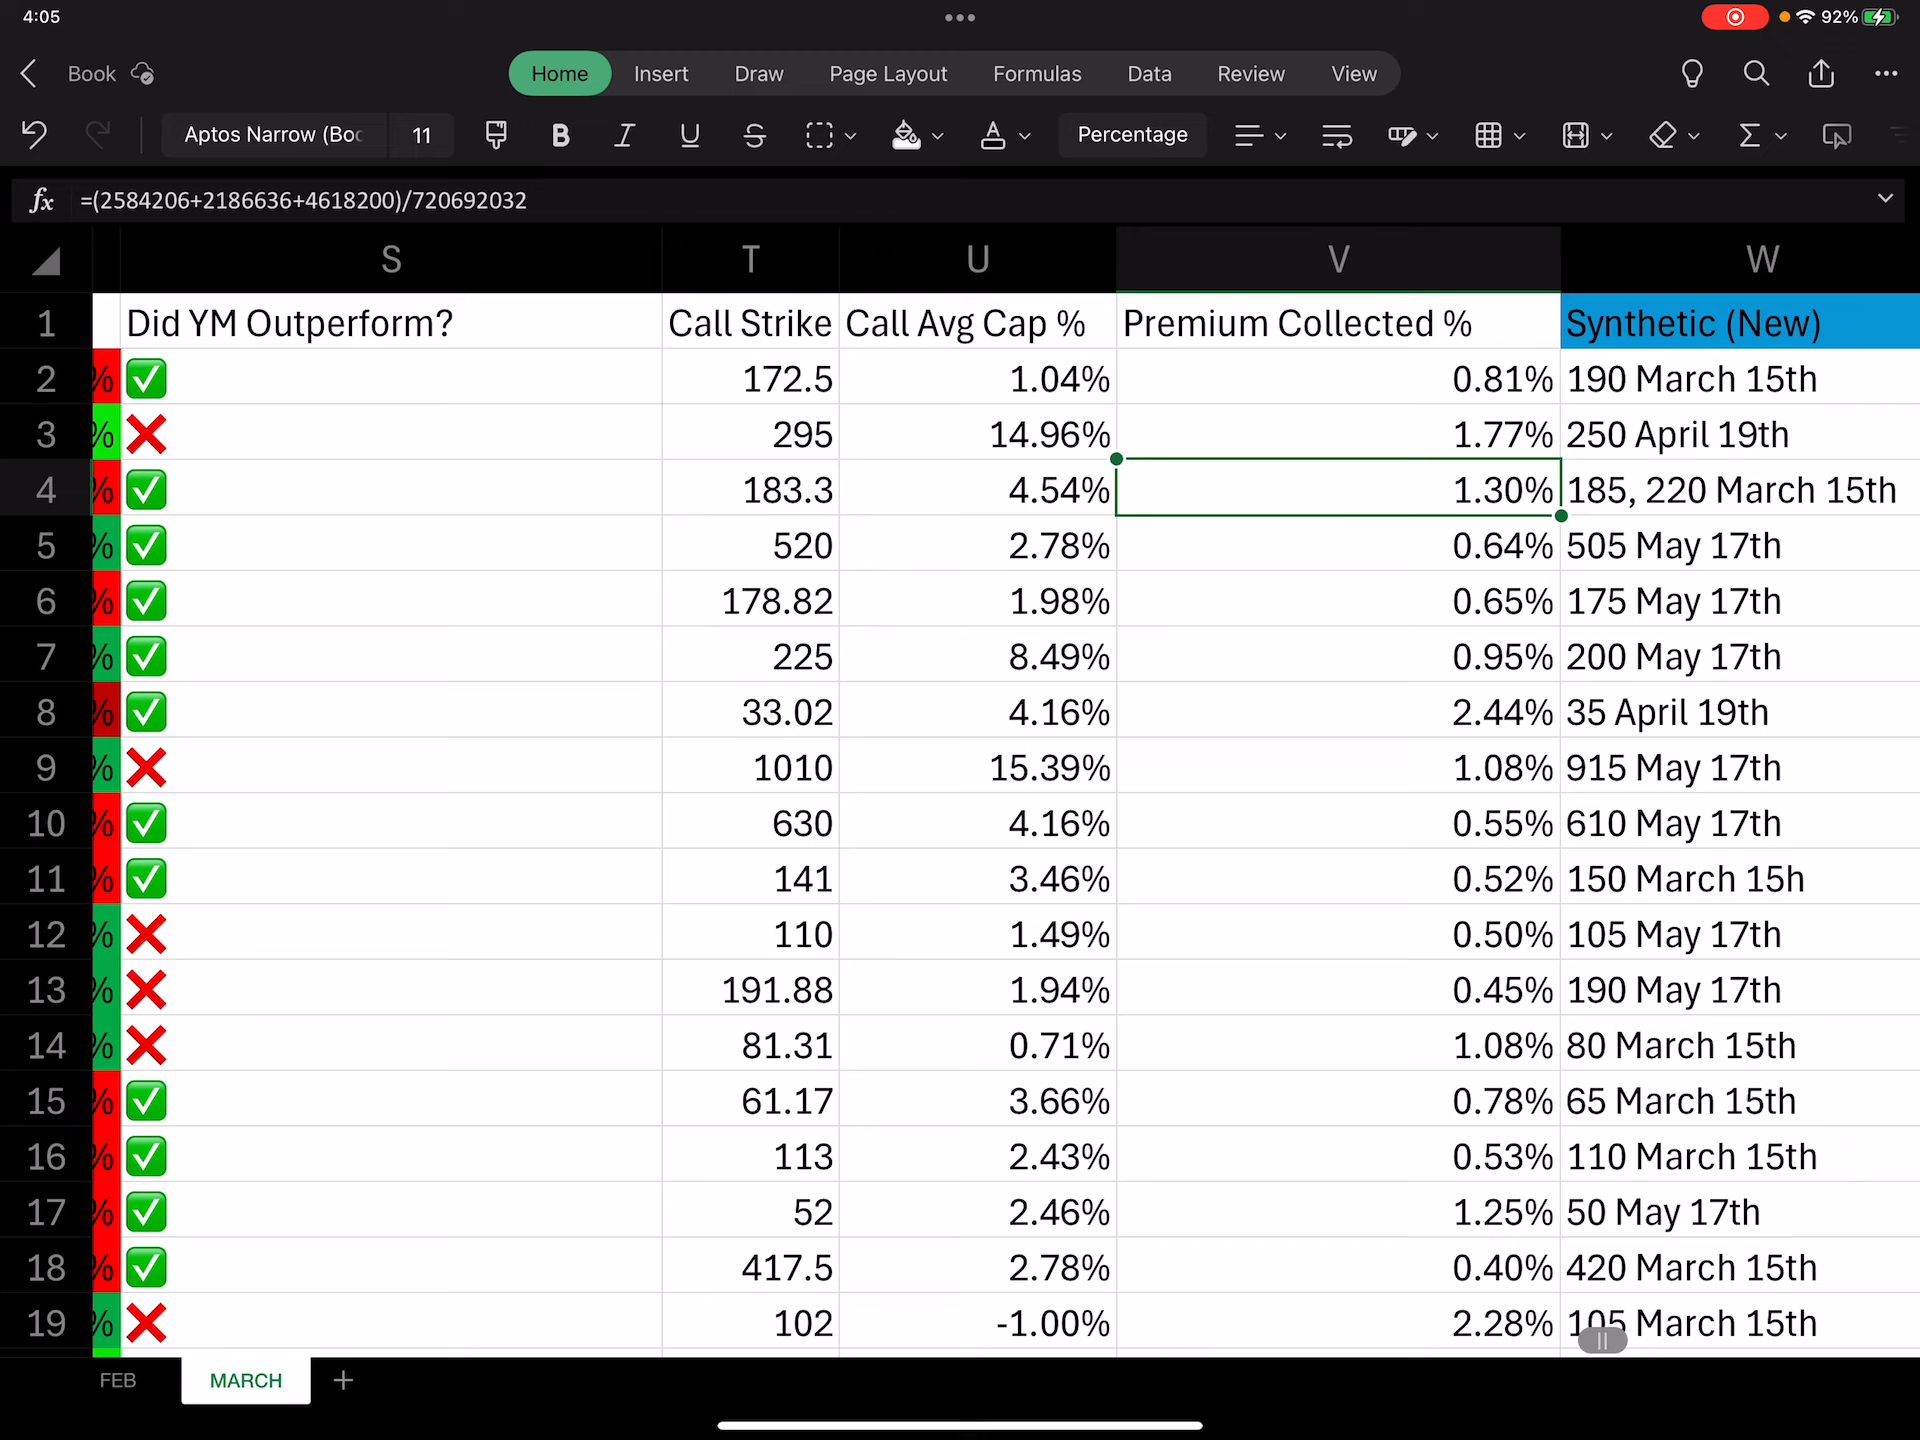 4:05
92%
Book
Home Insert Draw Page Layout Formulas Data Review View
Aptos Narrow (Boc 11 B I U S A Percentage Σ
fx =(2584206+2186636+4618200)/720692032
S T U V W
1 Did YM Outperform? Call Strike Call Avg Cap % Premium Collected % Synthetic (New)
2 % 172.5 1.04% 0.81% 190 March 15th
3 % 295 14.96% 1.77% 250 April 19th
4 % 183.3 4.54% 1.30% 185, 220 March 15th
5 % 520 2.78% 0.64% 505 May 17th
6 % 178.82 1.98% 0.65% 175 May 17th
7 % 225 8.49% 0.95% 200 May 17th
8 % 33.02 4.16% 2.44% 35 April 19th
9 % 1010 15.39% 1.08% 915 May 17th
10 % 630 4.16% 0.55% 610 May 17th
11 % 141 3.46% 0.52% 150 March 15h
12 % 110 1.49% 0.50% 105 May 17th
13 % 191.88 1.94% 0.45% 190 May 17th
14 % 81.31 0.71% 1.08% 80 March 15th
15 % 61.17 3.66% 0.78% 65 March 15th
16 % 113 2.43% 0.53% 110 March 15th
17 % 52 2.46% 1.25% 50 May 17th
18 % 417.5 2.78% 0.40% 420 March 15th
19 % 102 -1.00% 2.28% 105 March 15th
FEB MARCH +